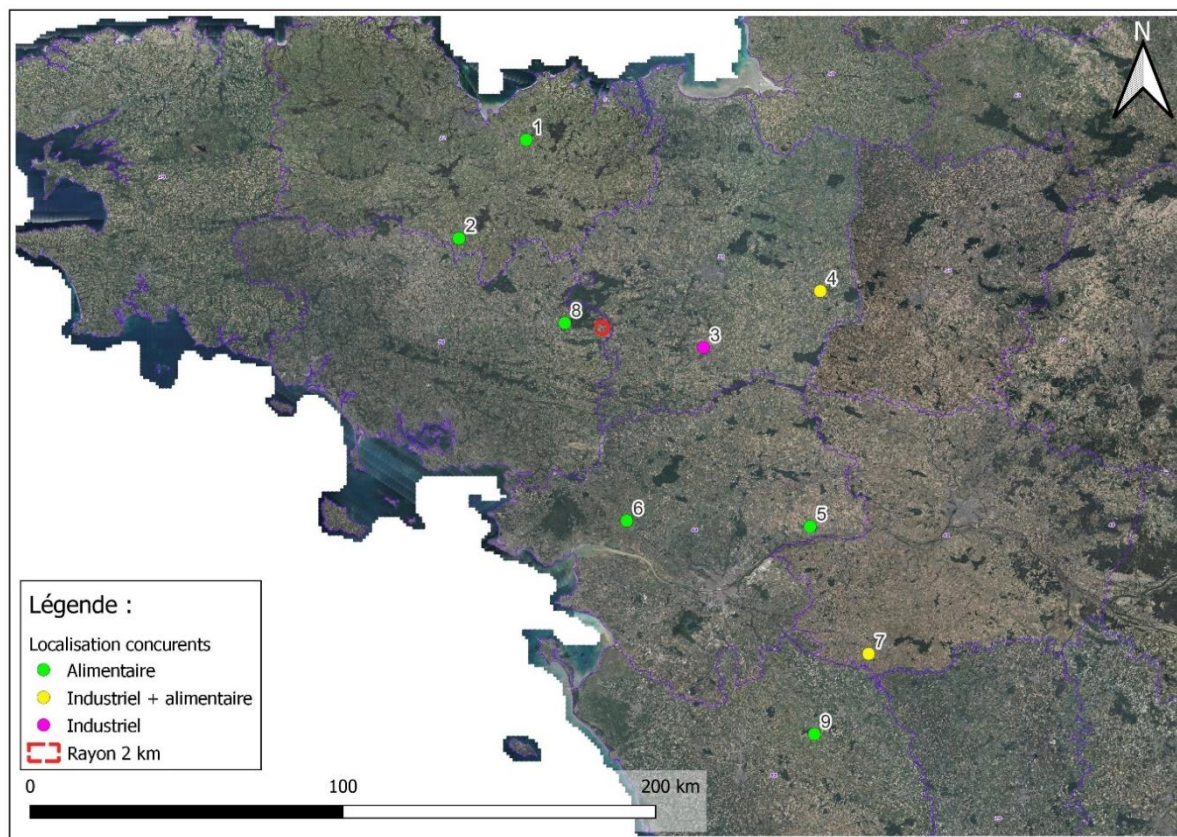 N
1
2
4
8
3
6
5
7
9
Légende :
Localisation concurents
Alimentaire
Industriel + alimentaire
Industriel
Rayon 2 km
0
100
200 km